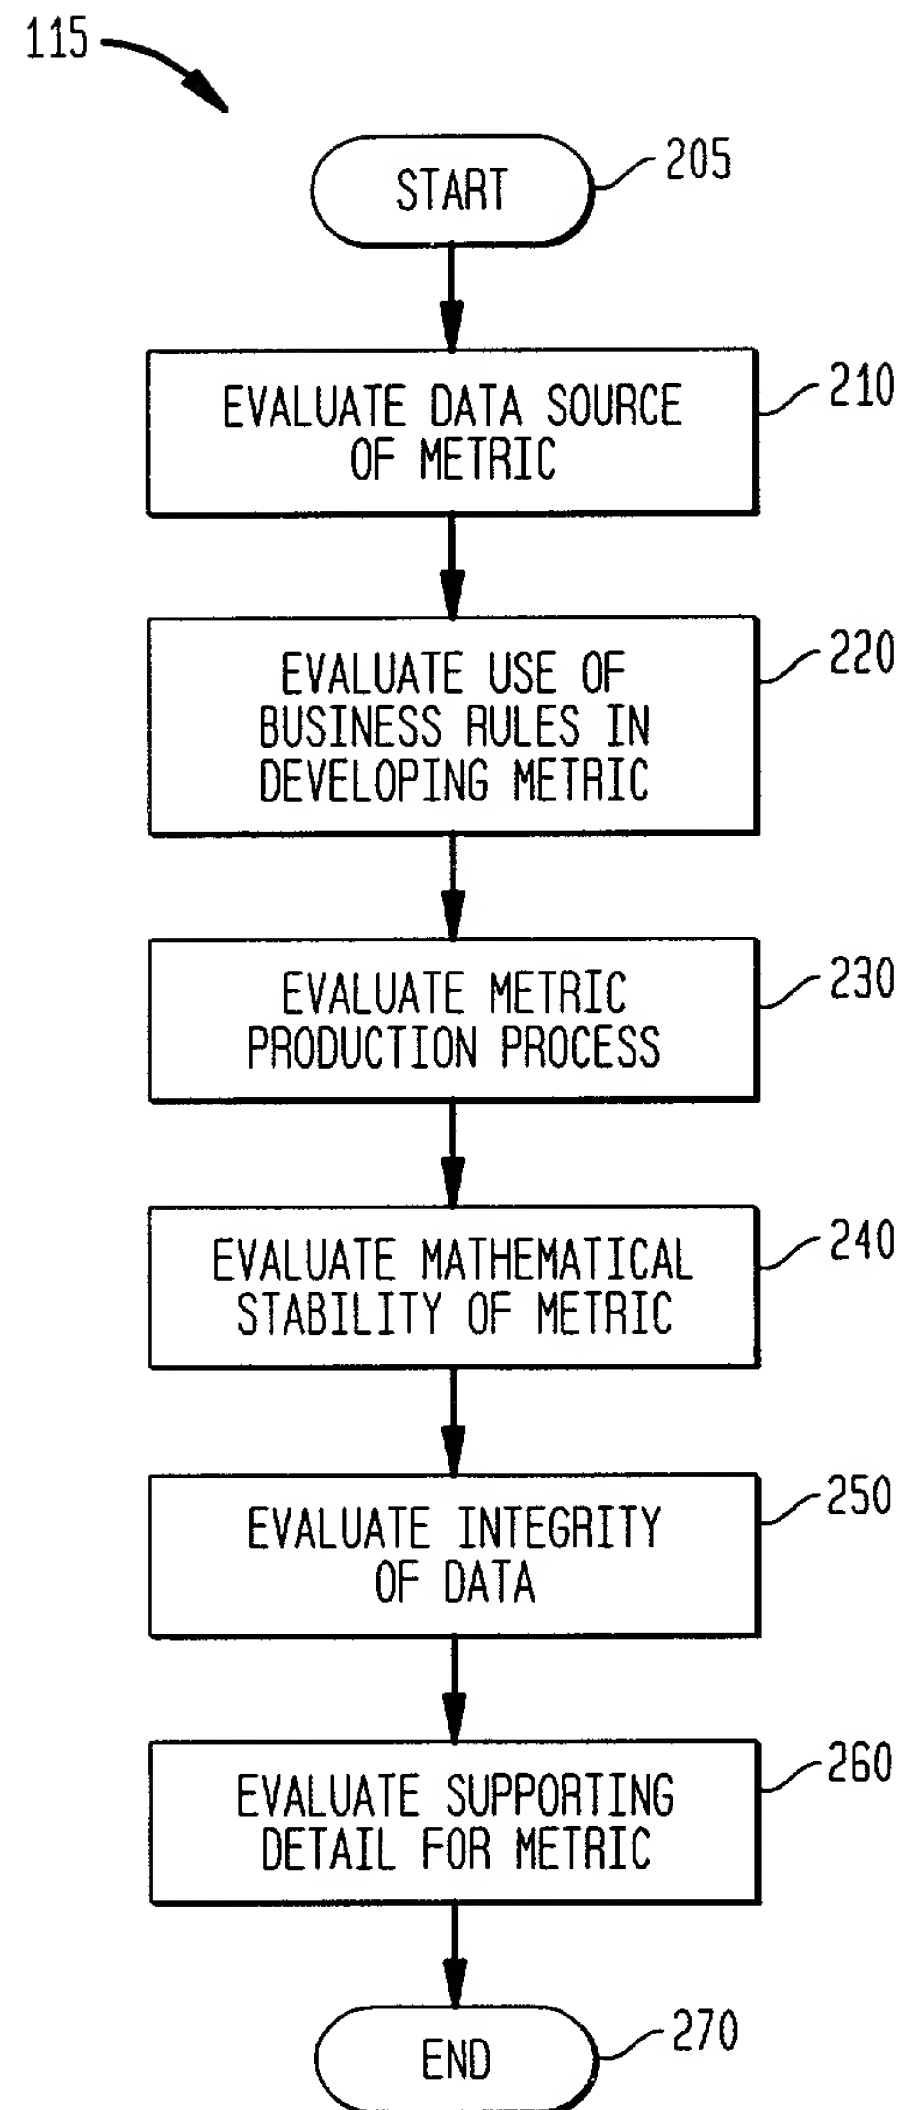 115
START
205
EVALUATE DATA SOURCE
OF METRIC
210
EVALUATE USE OF
BUSINESS RULES IN
DEVELOPING METRIC
220
EVALUATE METRIC
PRODUCTION PROCESS
230
EVALUATE MATHEMATICAL
STABILITY OF METRIC
240
EVALUATE INTEGRITY
OF DATA
250
EVALUATE SUPPORTING
DETAIL FOR METRIC
260
END
270